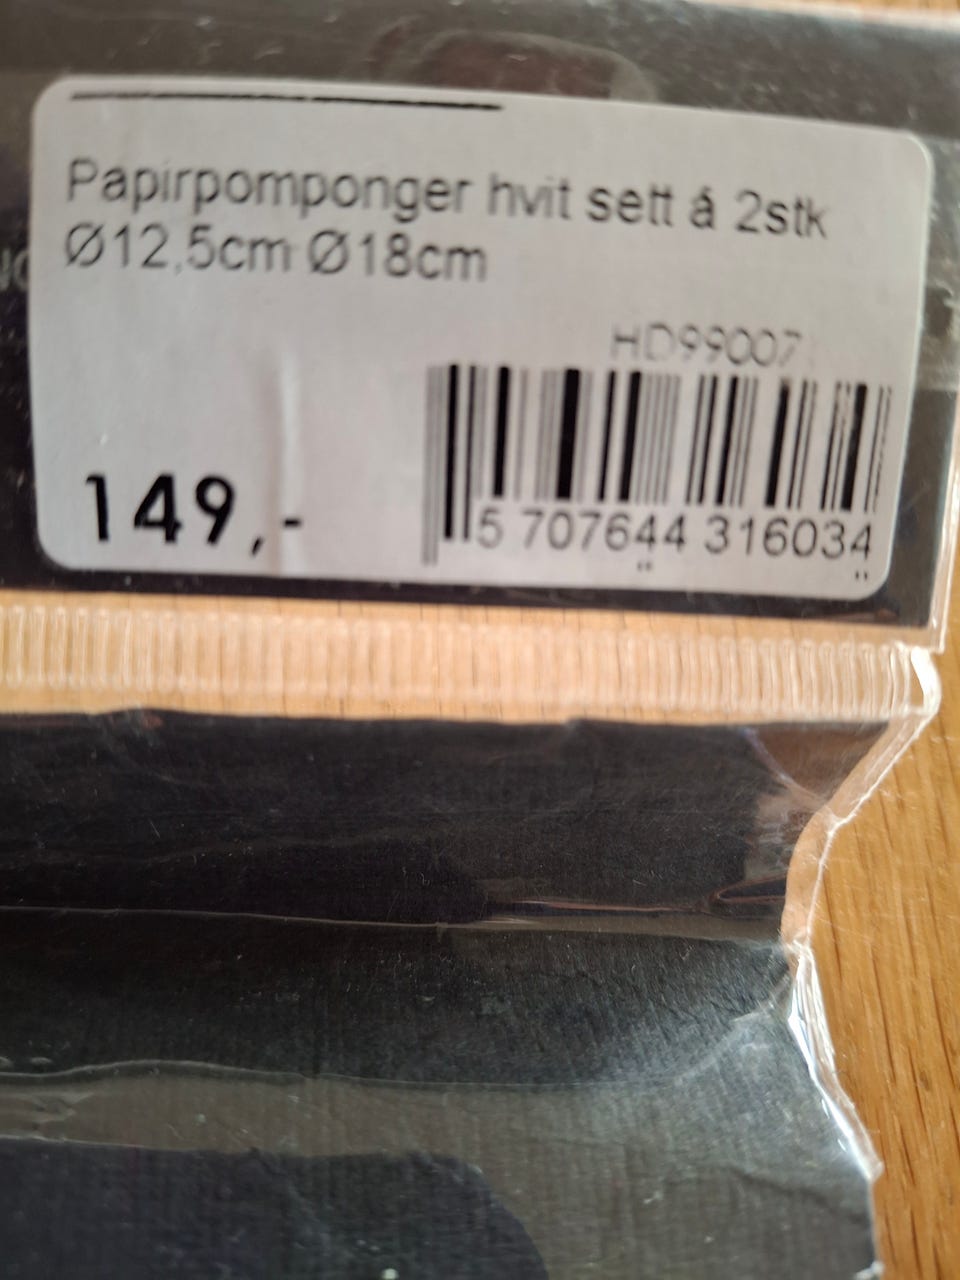 Papirpomponger hvit sett á 2stk
Ø12,5cm Ø18cm
HD99007
149,-
5 707644 316034